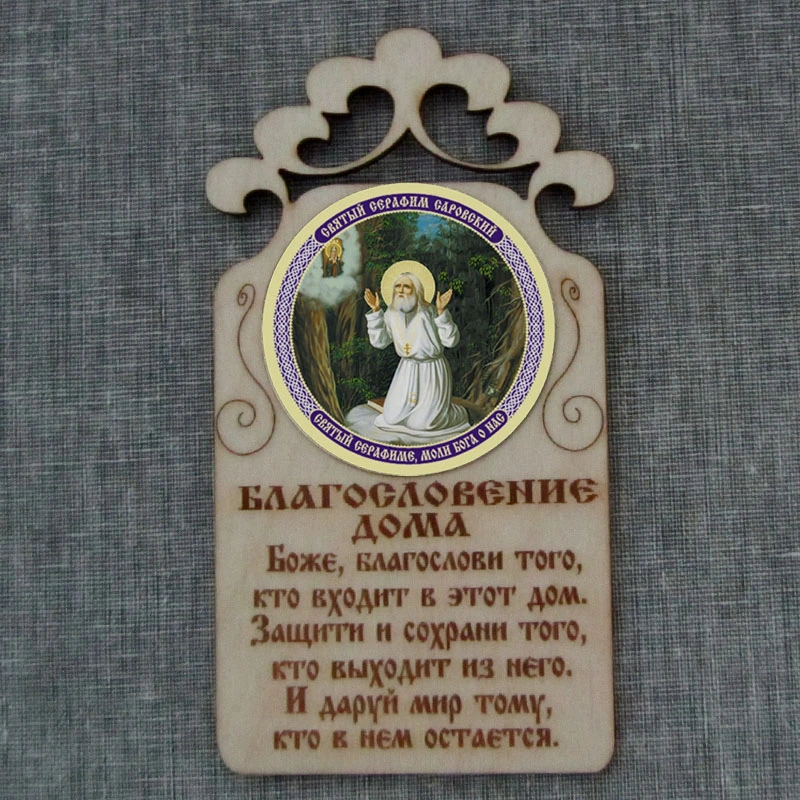 СВЯТЫЙ СЕРАФИМ САРОВСКИЙ
СВЯТЫЙ СЕРАФИМЕ, МОЛИ БОГА О НАС
БЛАГОСЛОВЕНИЕ
ДОМА
Боже, благослови того,
кто входит в этот дом.
Защити и сохрани того,
кто выходит из него.
И даруй мир тому,
кто в нем остается.